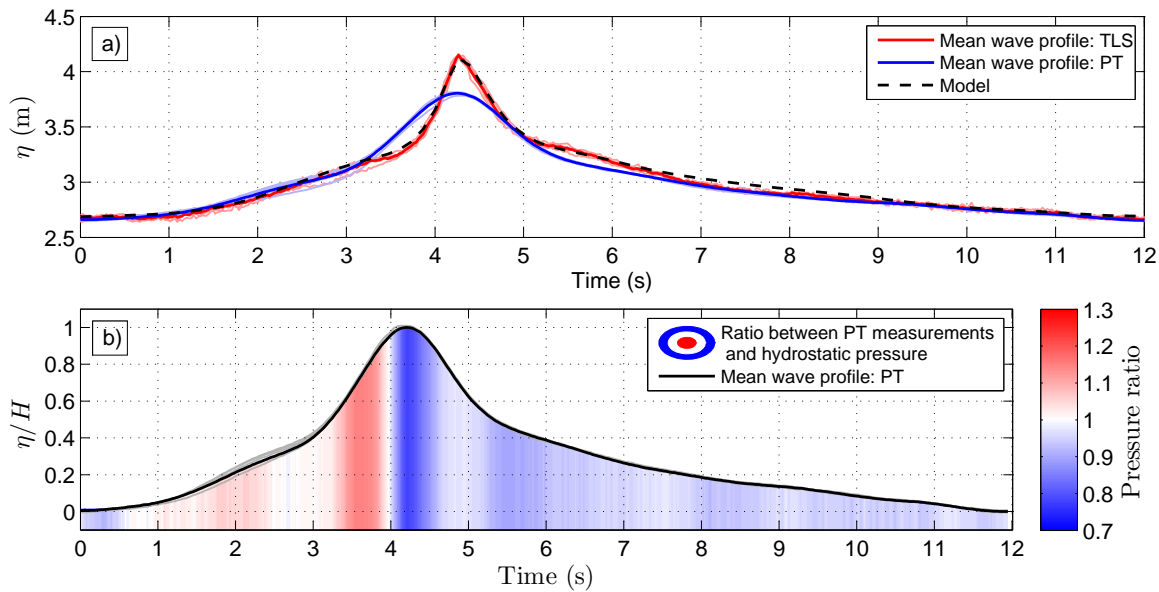 a)
Mean wave profile: TLS
Mean wave profile: PT
Model
η (m)
4.5
4
3.5
3
2.5
0 1 2 3 4 5 6 7 8 9 10 11 12
Time (s)
b)
Ratio between PT measurements
and hydrostatic pressure
Mean wave profile: PT
η/H
1
0.8
0.6
0.4
0.2
0
0 1 2 3 4 5 6 7 8 9 10 11 12
Time (s)
1.3
1.2
1.1
1
0.9
0.8
0.7
Pressure ratio